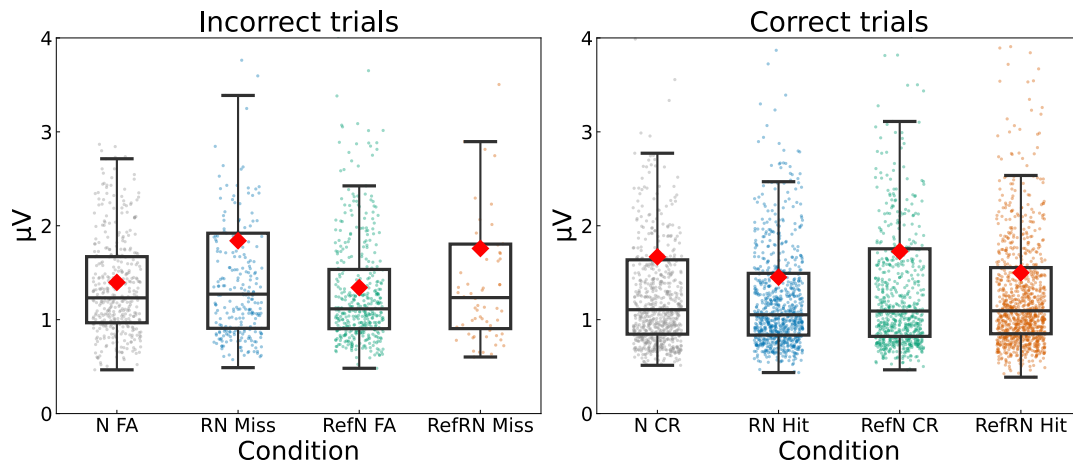 Incorrect trials
µV
4
3
2
1
0
N FA
RN Miss
RefN FA
RefRN Miss
Condition
Correct trials
µV
4
3
2
1
0
N CR
RN Hit
RefN CR
RefRN Hit
Condition